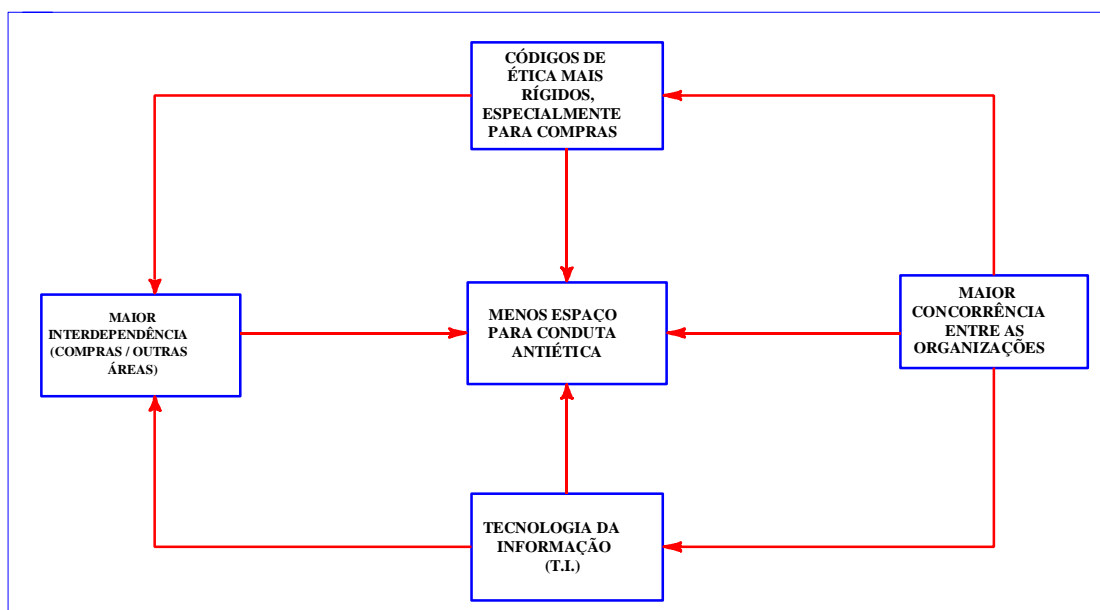 CÓDIGOS DE
ÉTICA MAIS
RÍGIDOS,
ESPECIALMENTE
PARA COMPRAS
MAIOR
INTERDEPENDÊNCIA
(COMPRAS / OUTRAS
ÁREAS)
MENOS ESPAÇO
PARA CONDUTA
ANTIÉTICA
MAIOR
CONCORRÊNCIA
ENTRE AS
ORGANIZAÇÕES
TECNOLOGIA DA
INFORMAÇÃO
(T.I.)